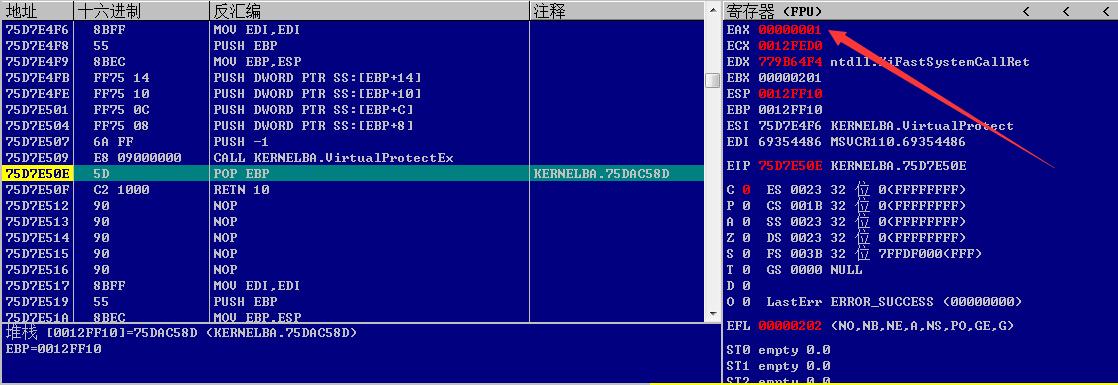 地址 十六进制 反汇编 注释
75D7E4F6 8BFF MOV EDI,EDI
75D7E4F8 55 PUSH EBP
75D7E4F9 8BEC MOV EBP,ESP
75D7E4FB FF75 14 PUSH DWORD PTR SS:[EBP+14]
75D7E4FE FF75 10 PUSH DWORD PTR SS:[EBP+10]
75D7E501 FF75 0C PUSH DWORD PTR SS:[EBP+C]
75D7E504 FF75 08 PUSH DWORD PTR SS:[EBP+8]
75D7E507 6A FF PUSH -1
75D7E509 E8 09000000 CALL KERNELBA.VirtualProtectEx
75D7E50E 5D POP EBP KERNELBA.75DAC58D
75D7E50F C2 1000 RETN 10
75D7E512 90 NOP
75D7E513 90 NOP
75D7E514 90 NOP
75D7E515 90 NOP
75D7E516 90 NOP
75D7E517 8BFF MOV EDI,EDI
75D7E519 55 PUSH EBP
75D7E51A 8BEC MOV EBP,ESP
堆栈 [0012FF10]=75DAC58D (KERNELBA.75DAC58D)
EBP=0012FF10
寄存器 (FPU) < < <
EAX 00000001
ECX 0012FED0
EDX 779B64F4 ntdll.KiFastSystemCallRet
EBX 00000201
ESP 0012FF10
EBP 0012FF10
ESI 75D7E4F6 KERNELBA.VirtualProtect
EDI 69354486 MSVCR110.69354486
EIP 75D7E50E KERNELBA.75D7E50E
C 0 ES 0023 32 位 0(FFFFFFFF)
P 0 CS 001B 32 位 0(FFFFFFFF)
A 0 SS 0023 32 位 0(FFFFFFFF)
Z 0 DS 0023 32 位 0(FFFFFFFF)
S 0 FS 003B 32 位 7FFDF000(FFF)
T 0 GS 0000 NULL
D 0
O 0 LastErr ERROR_SUCCESS (00000000)
EFL 00000202 (NO,NB,NE,A,NS,PO,GE,G)
ST0 empty 0.0
ST1 empty 0.0
ST2 empty 0.0